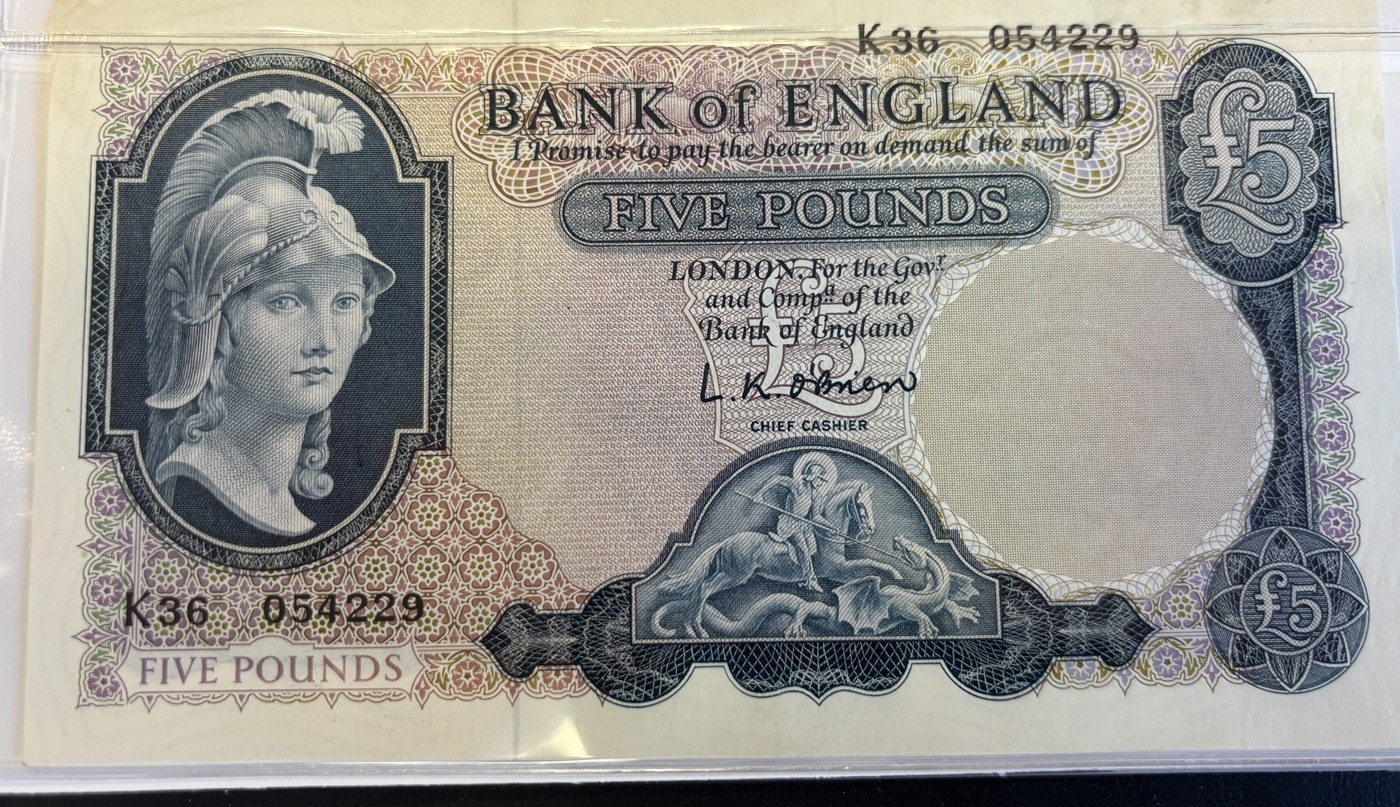 K36 054229
BANK of ENGLAND
I Promise to pay the bearer on demand the sum of
£5
FIVE POUNDS
LONDON. For the Govr.
and Compa. of the
Bank of England
£5
L.K. O'Brien
CHIEF CASHIER
K36 054229
£5
FIVE POUNDS